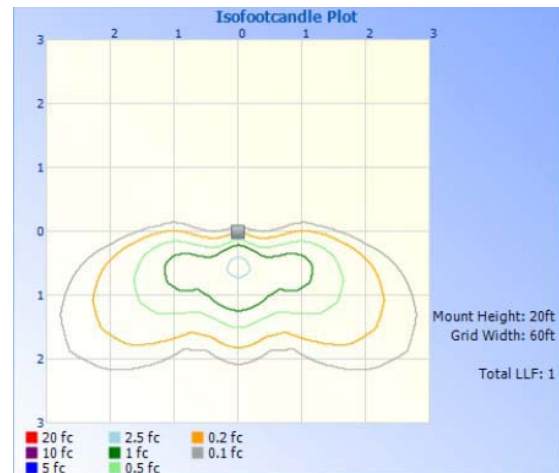 Isofootcandle Plot
3 2 1 0 1 2 3
2
1
0
1
2
3
Mount Height: 20ft
Grid Width: 60ft
Total LLF: 1
20 fc 2.5 fc 0.2 fc
10 fc 1 fc 0.1 fc
5 fc 0.5 fc